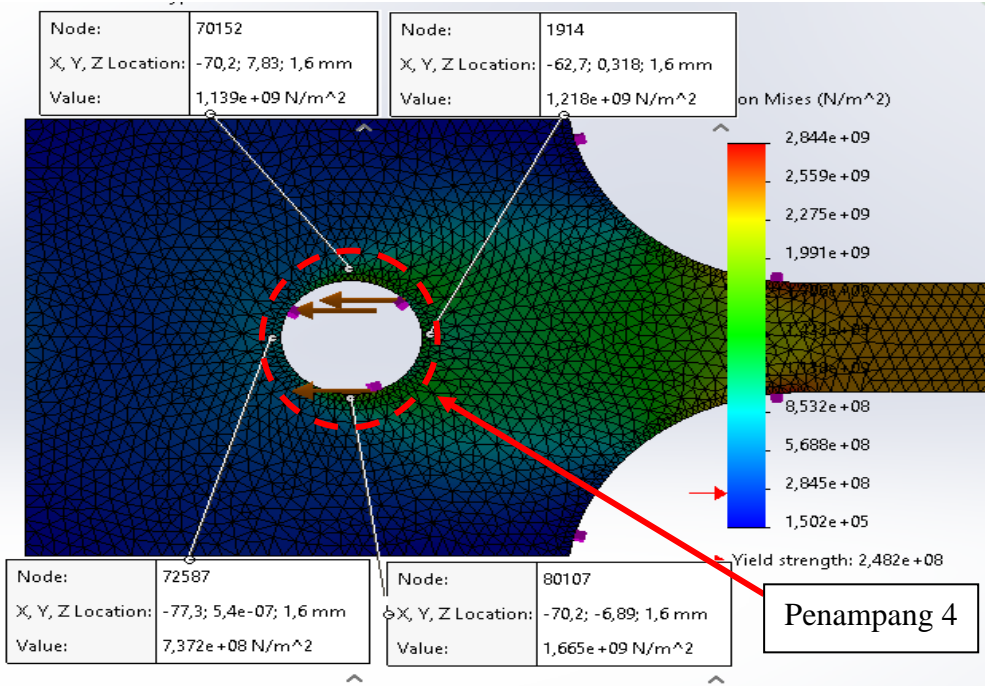 Node: 70152
X, Y, Z Location: -70,2; 7,83; 1,6 mm
Value: 1,139e+09 N/m^2
Node: 1914
X, Y, Z Location: -62,7; 0,318; 1,6 mm
Value: 1,218e+09 N/m^2
on Mises (N/m^2)
2,844e+09
2,559e+09
2,275e+09
1,991e+09
8,532e+08
5,688e+08
2,845e+08
1,502e+05
Yield strength: 2,482e+08
Node: 72587
X, Y, Z Location: -77,3; 5,4e-07; 1,6 mm
Value: 7,372e+08 N/m^2
Node: 80107
X, Y, Z Location: -70,2; -6,89; 1,6 mm
Value: 1,665e+09 N/m^2
Penampang 4